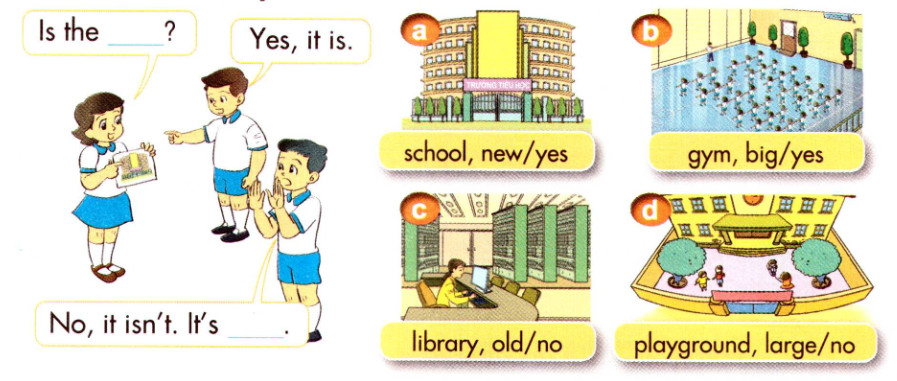 Is the ____?
Yes, it is.
No, it isn't. It's ____.
a
TRƯỜNG TIỂU HỌC
school, new/yes
b
gym, big/yes
c
library, old/no
d
playground, large/no